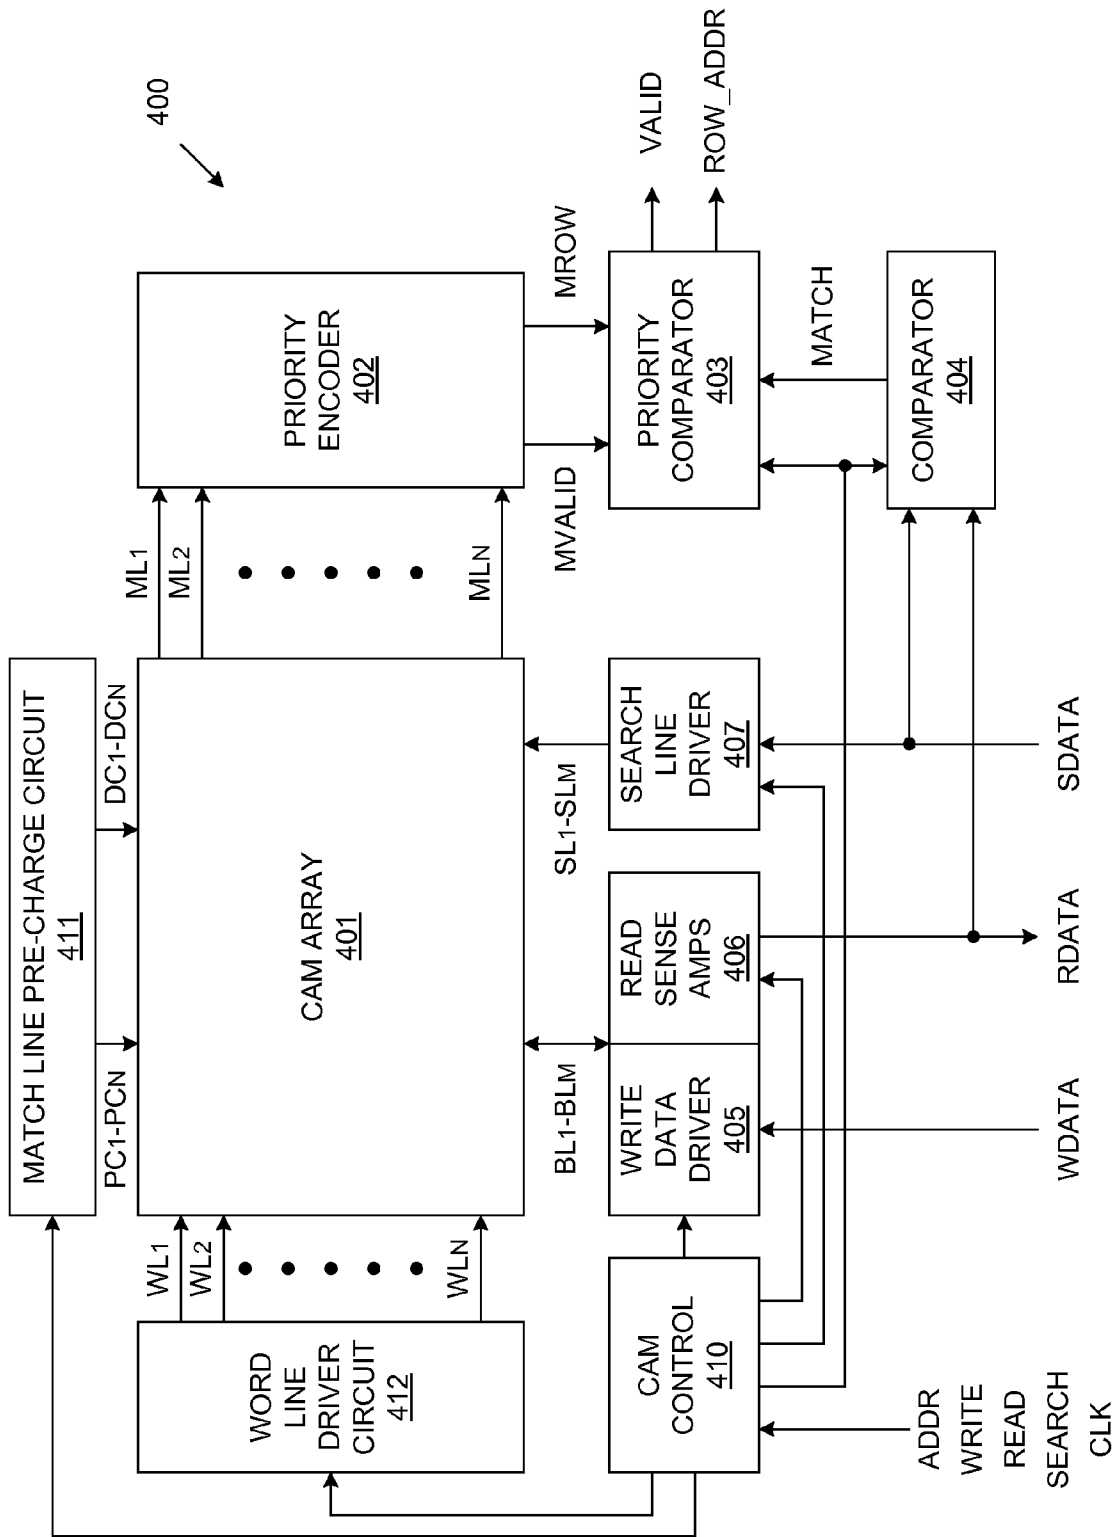 400
MATCH LINE PRE-CHARGE CIRCUIT
411
PC1-PCN
DC1-DCN
WORD
LINE
DRIVER
CIRCUIT
412
WL1
WL2
WLN
CAM ARRAY
401
ML1
ML2
MLN
PRIORITY
ENCODER
402
BL1-BLM
SL1-SLM
MVALID
MROW
CAM
CONTROL
410
WRITE
DATA
DRIVER
405
READ
SENSE
AMPS
406
SEARCH
LINE
DRIVER
407
PRIORITY
COMPARATOR
403
VALID
ROW_ADDR
MATCH
COMPARATOR
404
ADDR
WRITE
READ
SEARCH
CLK
WDATA
RDATA
SDATA